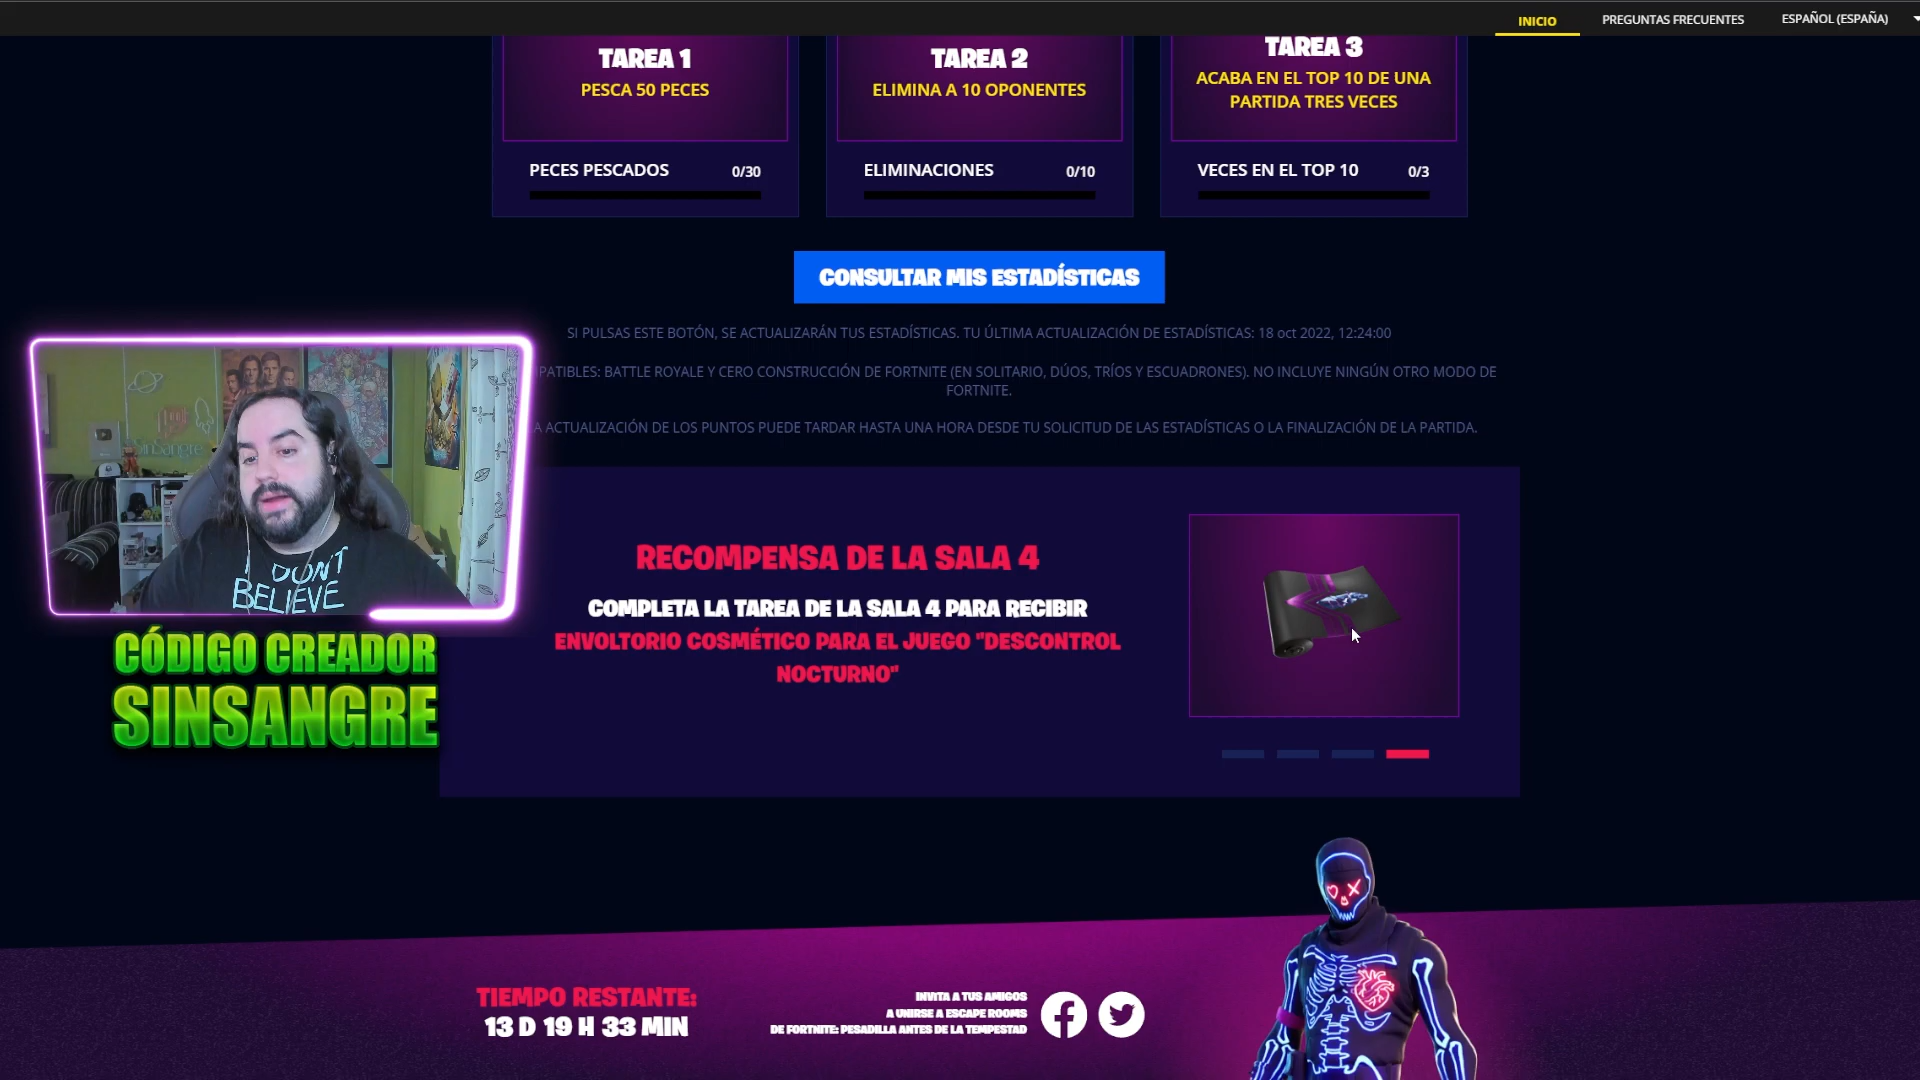 INICIO
PREGUNTAS FRECUENTES
ESPAÑOL (ESPAÑA)
TAREA 1
PESCA 50 PECES
PECES PESCADOS
0/30
TAREA 2
ELIMINA A 10 OPONENTES
ELIMINACIONES
0/10
TAREA 3
ACABA EN EL TOP 10 DE UNA
PARTIDA TRES VECES
VECES EN EL TOP 10
0/3
CONSULTAR MIS ESTADÍSTICAS
SI PULSAS ESTE BOTÓN, SE ACTUALIZARÁN TUS ESTADÍSTICAS. TU ÚLTIMA ACTUALIZACIÓN DE ESTADÍSTICAS: 18 oct 2022, 12:24:00
PATIBLES: BATTLE ROYALE Y CERO CONSTRUCCIÓN DE FORTNITE (EN SOLITARIO, DÚOS, TRÍOS Y ESCUADRONES). NO INCLUYE NINGÚN OTRO MODO DE
FORTNITE.
A ACTUALIZACIÓN DE LOS PUNTOS PUEDE TARDAR HASTA UNA HORA DESDE TU SOLICITUD DE LAS ESTADÍSTICAS O LA FINALIZACIÓN DE LA PARTIDA.
SinSangre
I DON'T
BELIEVE
CÓDIGO CREADOR
SINSANGRE
RECOMPENSA DE LA SALA 4
COMPLETA LA TAREA DE LA SALA 4 PARA RECIBIR
ENVOLTORIO COSMÉTICO PARA EL JUEGO "DESCONTROL
NOCTURNO"
TIEMPO RESTANTE:
13 D 19 H 33 MIN
INVITA A TUS AMIGOS
A UNIRSE A ESCAPE ROOMS
DE FORTNITE: PESADILLA ANTES DE LA TEMPESTAD